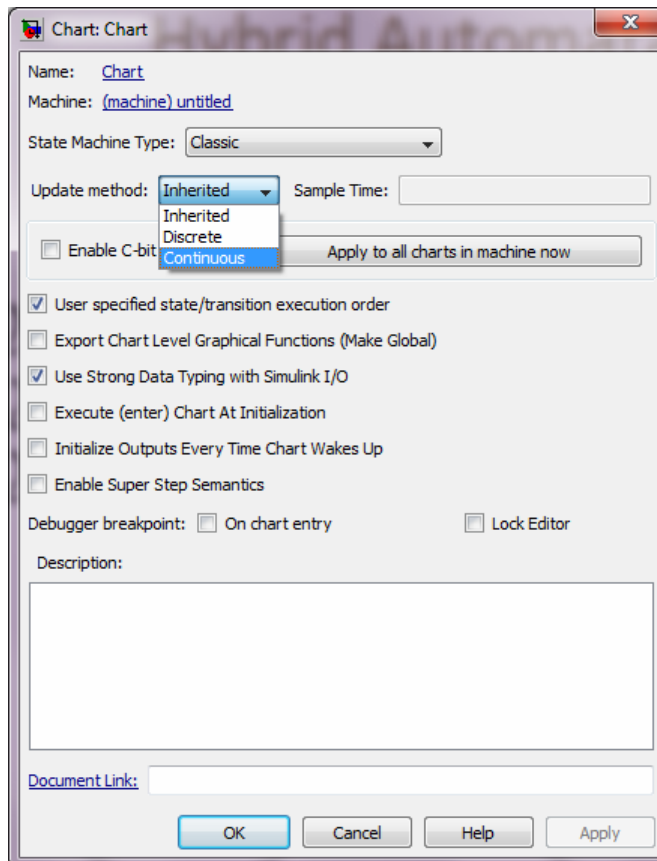 Chart: Chart
Hybrid Automat
Name: Chart
Machine: (machine) untitled
State Machine Type: Classic
Update method: Inherited Sample Time:
Inherited
Discrete
Continuous
Enable C-bit Apply to all charts in machine now
User specified state/transition execution order
Export Chart Level Graphical Functions (Make Global)
Use Strong Data Typing with Simulink I/O
Execute (enter) Chart At Initialization
Initialize Outputs Every Time Chart Wakes Up
Enable Super Step Semantics
Debugger breakpoint: On chart entry Lock Editor
Description:
Document Link:
OK Cancel Help Apply